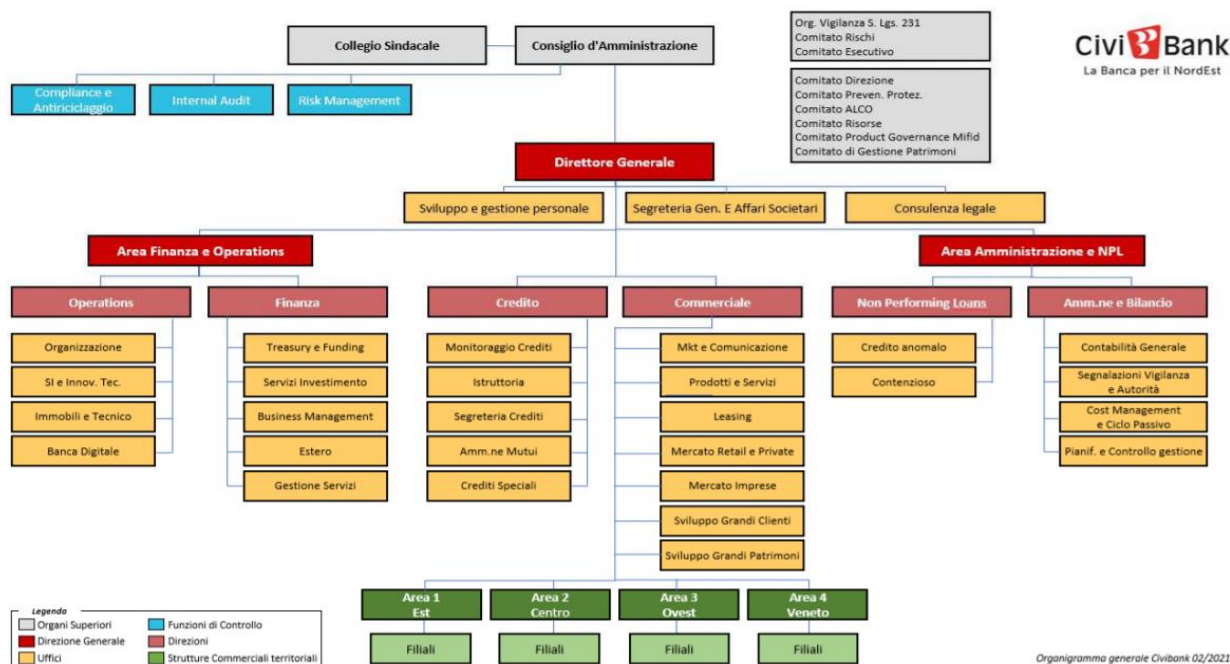 Collegio Sindacale
Consiglio d'Amministrazione
Org. Vigilanza S. Lgs. 231
Comitato Rischi
Comitato Esecutivo
Civi Bank
La Banca per il NordEst
Compliance e
Antiriciclaggio
Internal Audit
Risk Management
Comitato Direzione
Comitato Preven. Protez.
Comitato ALCO
Comitato Risorse
Comitato Product Governance Mifid
Comitato di Gestione Patrimoni
Direttore Generale
Sviluppo e gestione personale
Segreteria Gen. E Affari Societari
Consulenza legale
Area Finanza e Operations
Area Amministrazione e NPL
Operations
Finanza
Credito
Commerciale
Non Performing Loans
Amm.ne e Bilancio
Organizzazione
SI e Innov. Tec.
Immobili e Tecnico
Banca Digitale
Treasury e Funding
Servizi Investimento
Business Management
Estero
Gestione Servizi
Monitoraggio Crediti
Istruttoria
Segreteria Crediti
Amm.ne Mutui
Crediti Speciali
Mkt e Comunicazione
Prodotti e Servizi
Leasing
Mercato Retail e Private
Mercato Imprese
Sviluppo Grandi Clienti
Sviluppo Grandi Patrimoni
Credito anomalo
Contenzioso
Contabilità Generale
Segnalazioni Vigilanza
e Autorità
Cost Management
e Ciclo Passivo
Pianif. e Controllo gestione
Area 1
Est
Area 2
Centro
Area 3
Ovest
Area 4
Veneto
Filiali
Filiali
Filiali
Filiali
Legenda
Organi Superiori
Funzioni di Controllo
Direzione Generale
Direzioni
Uffici
Strutture Commerciali territoriali
Organigramma generale Civibank 02/2021